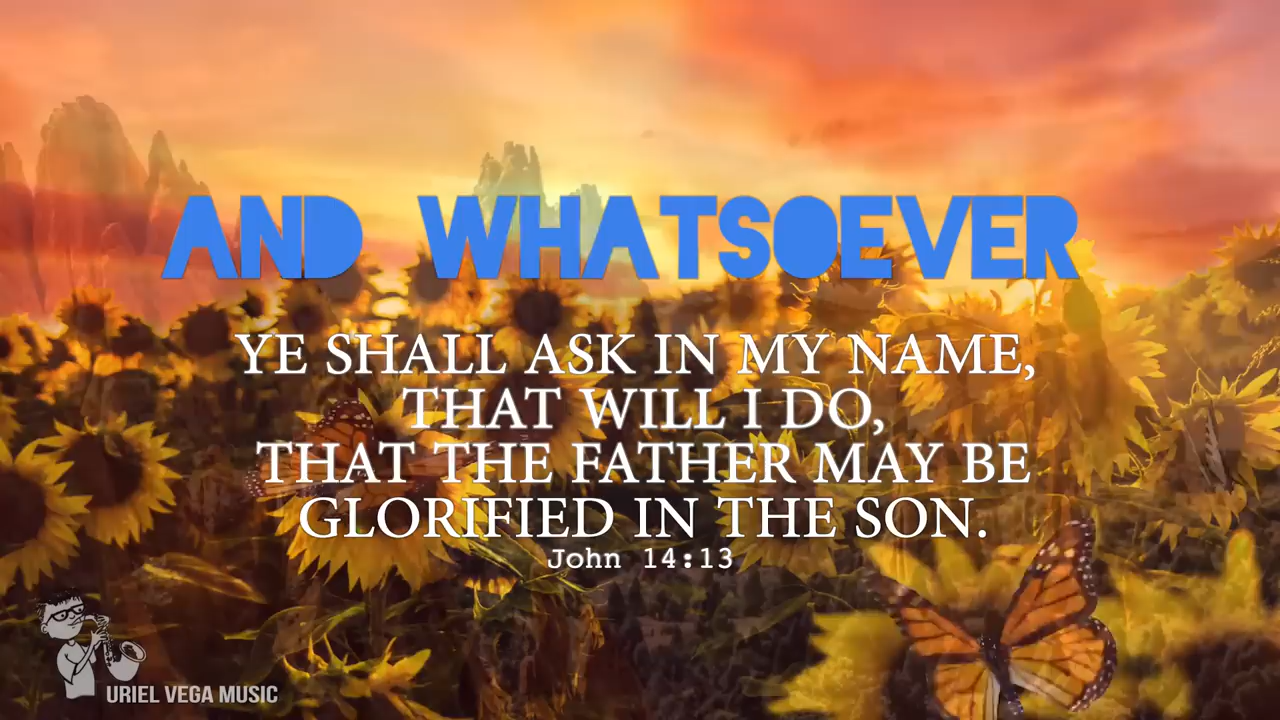 AND WHATSOEVER
YE SHALL ASK IN MY NAME,
THAT WILL I DO,
THAT THE FATHER MAY BE
GLORIFIED IN THE SON.
John 14:13
URIEL VEGA MUSIC